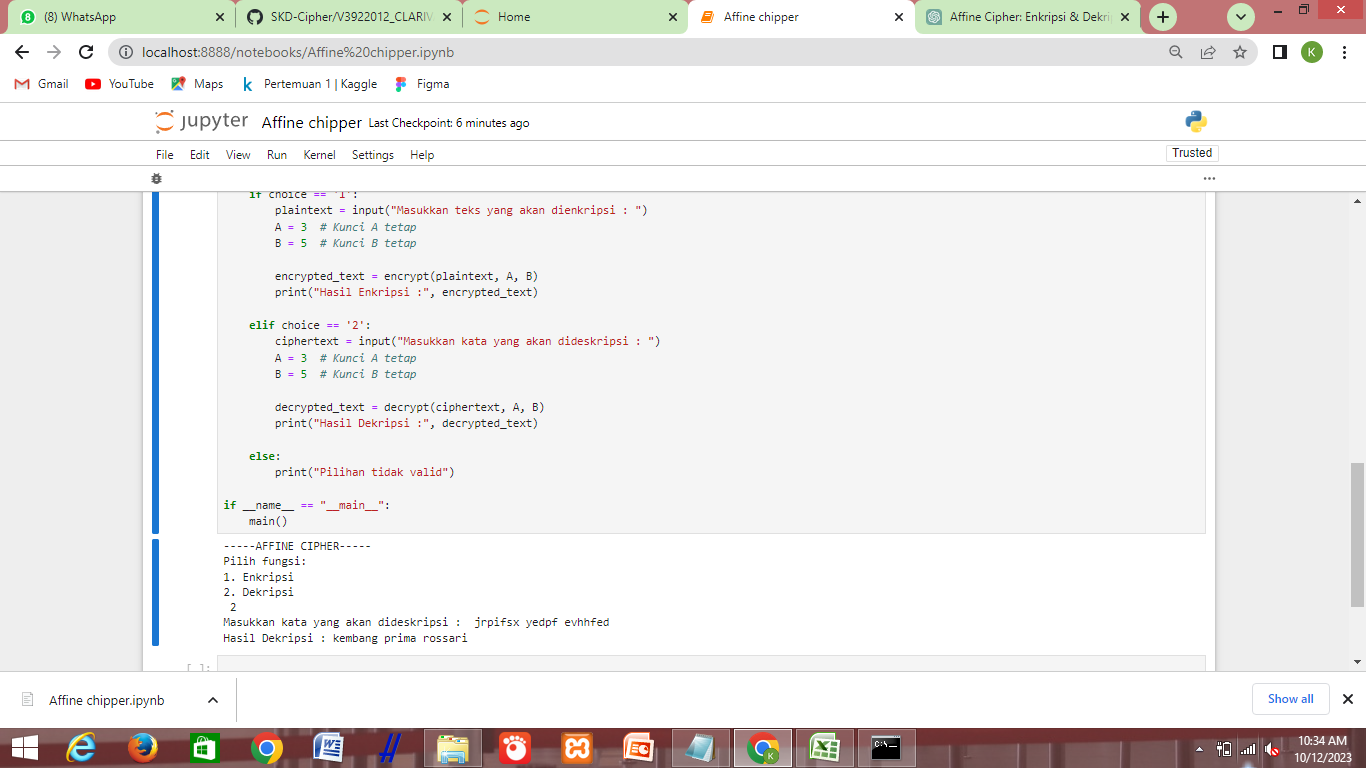 (8) WhatsApp
SKD-Cipher/V3922012_CLARIV
Home
Affine chipper
Affine Cipher: Enkripsi & Dekri
localhost:8888/notebooks/Affine%20chipper.ipynb
K
Gmail
YouTube
Maps
Pertemuan 1 | Kaggle
Figma
jupyter Affine chipper Last Checkpoint: 6 minutes ago
File Edit View Run Kernel Settings Help
Trusted
if choice == '1':
plaintext = input("Masukkan teks yang akan dienkripsi : ")
A = 3 # Kunci A tetap
B = 5 # Kunci B tetap
encrypted_text = encrypt(plaintext, A, B)
print("Hasil Enkripsi :", encrypted_text)
elif choice == '2':
ciphertext = input("Masukkan kata yang akan dideskripsi : ")
A = 3 # Kunci A tetap
B = 5 # Kunci B tetap
decrypted_text = decrypt(ciphertext, A, B)
print("Hasil Dekripsi :", decrypted_text)
else:
print("Pilihan tidak valid")
if __name__ == "__main__":
main()
-----AFFINE CIPHER-----
Pilih fungsi:
1. Enkripsi
2. Dekripsi
2
Masukkan kata yang akan dideskripsi : jrpifsx yedpf evhhfed
Hasil Dekripsi : kembang prima rossari
[ ]:
Affine chipper.ipynb
Show all
10:34 AM
10/12/2023